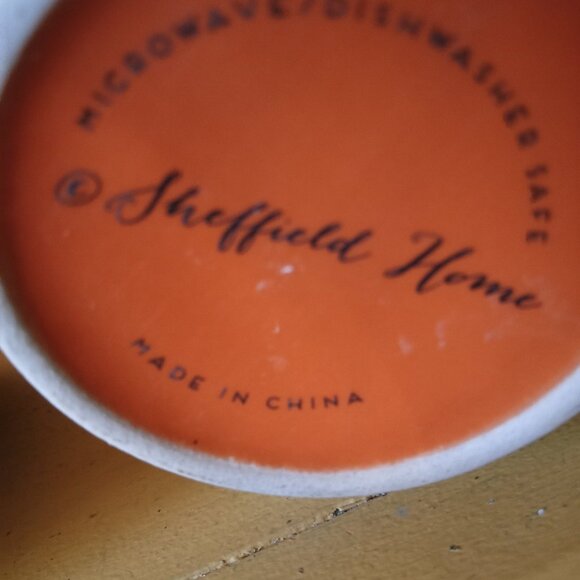 MICROWAVE/DISHWASHER SAFE
© Sheffield Home
MADE IN CHINA